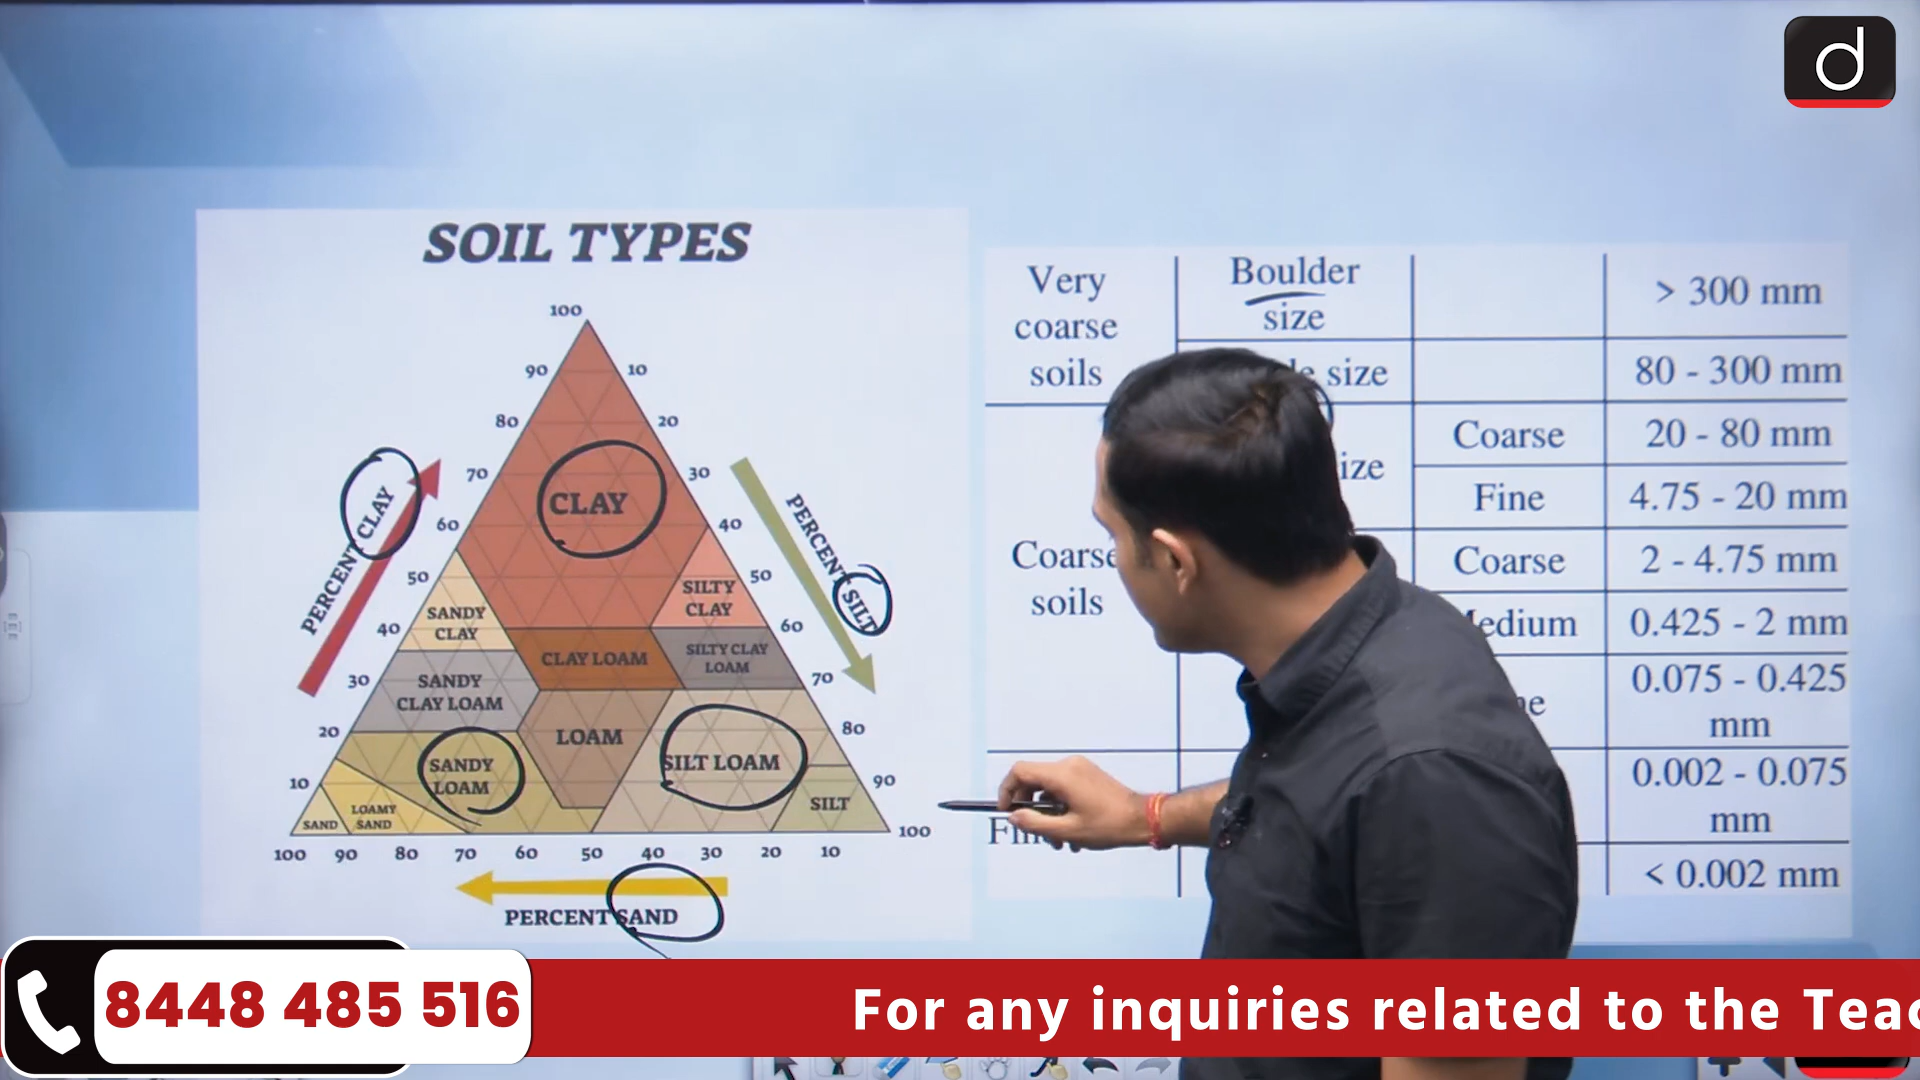 d
SOIL TYPES
100
90
10
80
20
70
30
60
40
50
50
40
60
30
70
20
80
10
90
100
PERCENT CLAY
PERCENT SILT
CLAY
SILTY
CLAY
SANDY
CLAY
CLAY LOAM
SILTY CLAY
LOAM
SANDY
CLAY LOAM
LOAM
SILT LOAM
SANDY
LOAM
LOAMY
SAND
SAND
SILT
100 90 80 70 60 50 40 30 20 10
PERCENT SAND
Very
coarse
soils
Boulder
size
> 300 mm
size
80 - 300 mm
Coarse
soils
Coarse
20 - 80 mm
Fine
4.75 - 20 mm
Coarse
2 - 4.75 mm
Medium
0.425 - 2 mm
0.075 - 0.425
mm
0.002 - 0.075
mm
< 0.002 mm
8448 485 516
For any inquiries related to the Teac